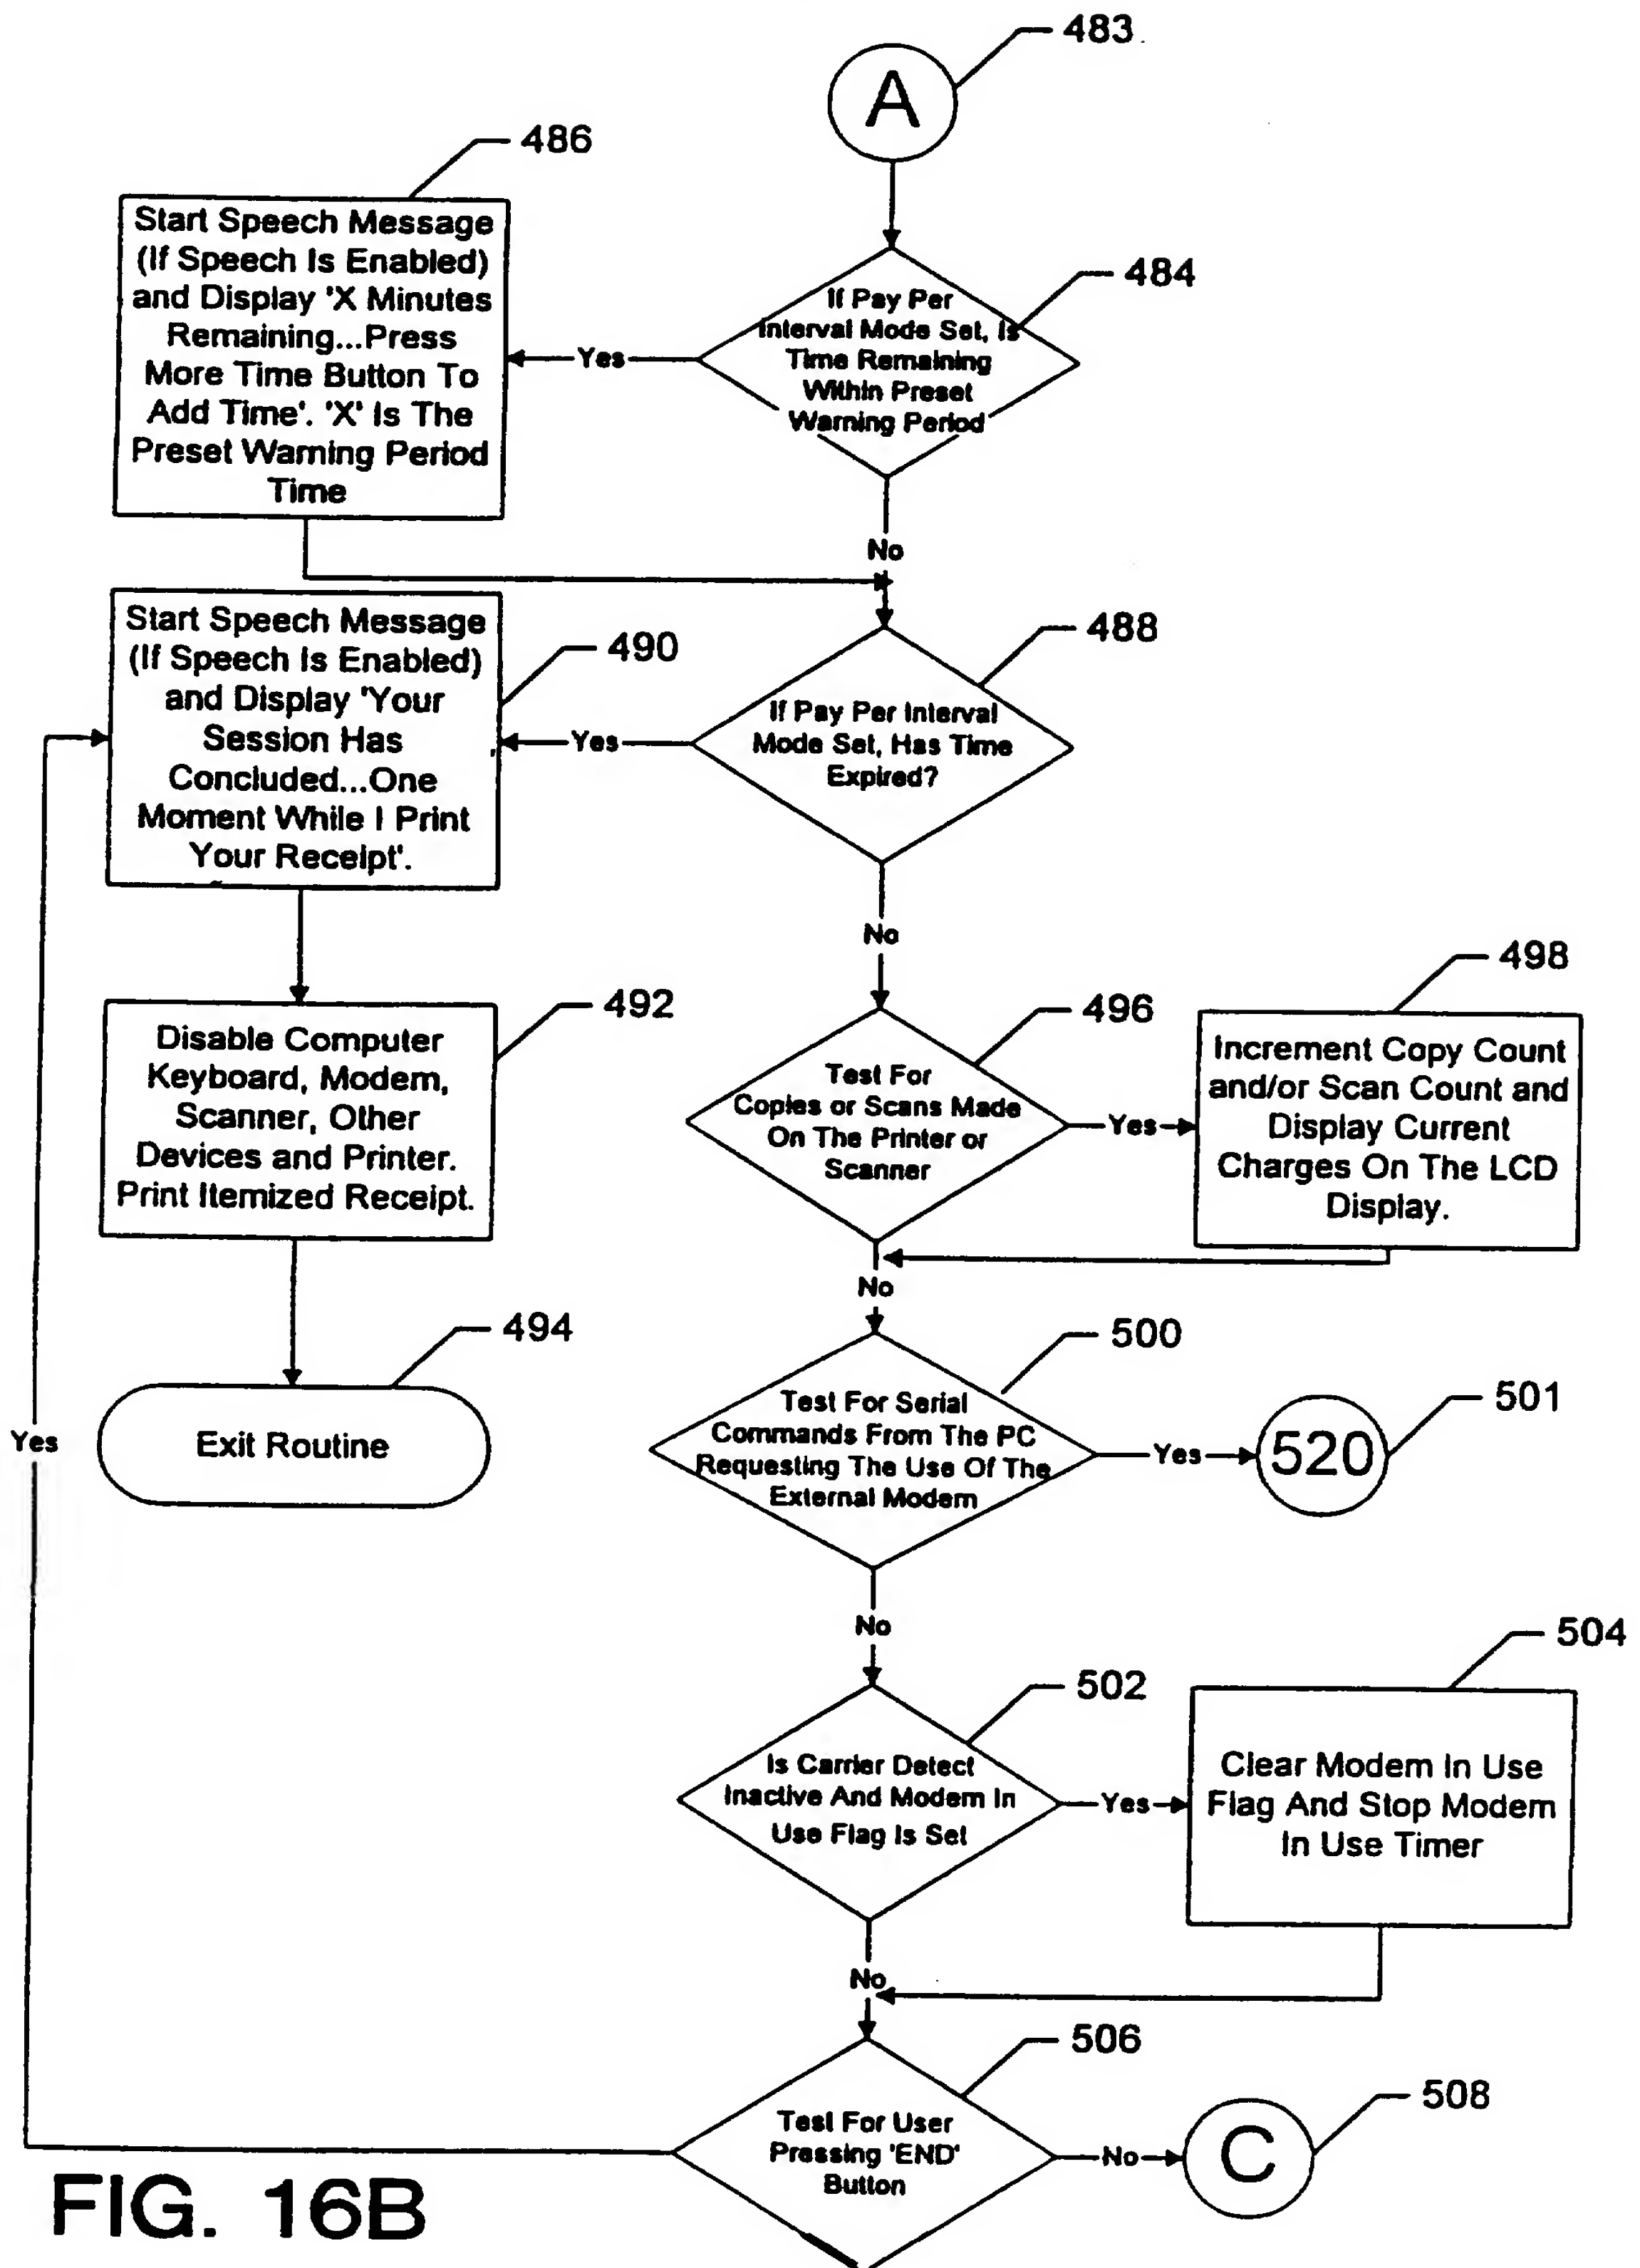 483
A
486
Start Speech Message
(If Speech Is Enabled)
and Display 'X Minutes
Remaining...Press
More Time Button To
Add Time'. 'X' Is The
Preset Warning Period
Time
484
If Pay Per
Interval Mode Set, Is
Time Remaining
Within Preset
Warning Period
Yes
No
488
If Pay Per Interval
Mode Set, Has Time
Expired?
Yes
490
Start Speech Message
(If Speech Is Enabled)
and Display 'Your
Session Has
Concluded...One
Moment While I Print
Your Receipt'.
No
492
Disable Computer
Keyboard, Modem,
Scanner, Other
Devices and Printer.
Print Itemized Receipt.
494
Exit Routine
496
Test For
Copies or Scans Made
On The Printer or
Scanner
Yes
498
Increment Copy Count
and/or Scan Count and
Display Current
Charges On The LCD
Display.
No
500
Test For Serial
Commands From The PC
Requesting The Use Of The
External Modem
Yes
501
520
No
502
Is Carrier Detect
Inactive And Modem In
Use Flag Is Set
Yes
504
Clear Modem In Use
Flag And Stop Modem
In Use Timer
No
506
Test For User
Pressing 'END'
Button
No
508
C
Yes
FIG. 16B